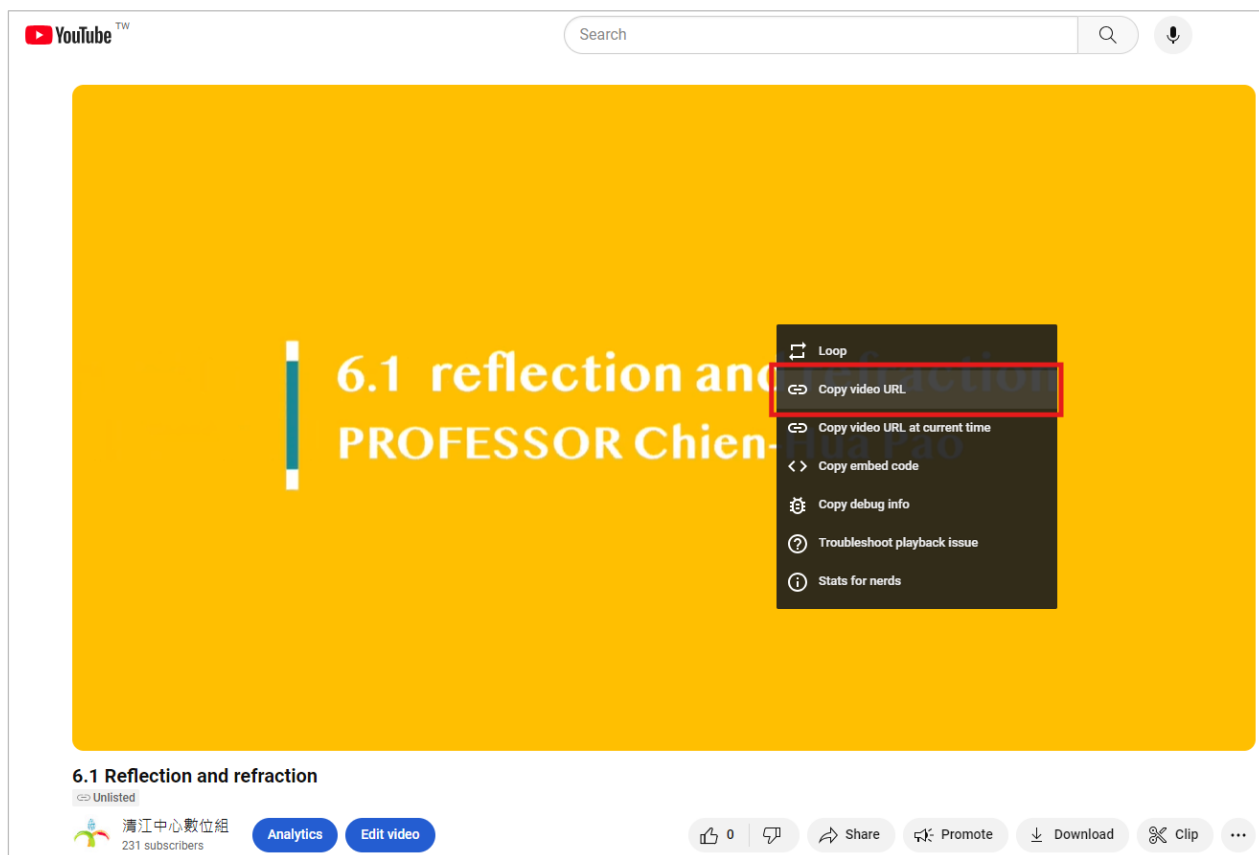 YouTube TW
Search
6.1 reflection and refraction
PROFESSOR Chien-Hua Pao
Loop
Copy video URL
Copy video URL at current time
Copy embed code
Copy debug info
Troubleshoot playback issue
Stats for nerds
6.1 Reflection and refraction
Unlisted
清江中心數位組
231 subscribers
Analytics
Edit video
0
Share
Promote
Download
Clip